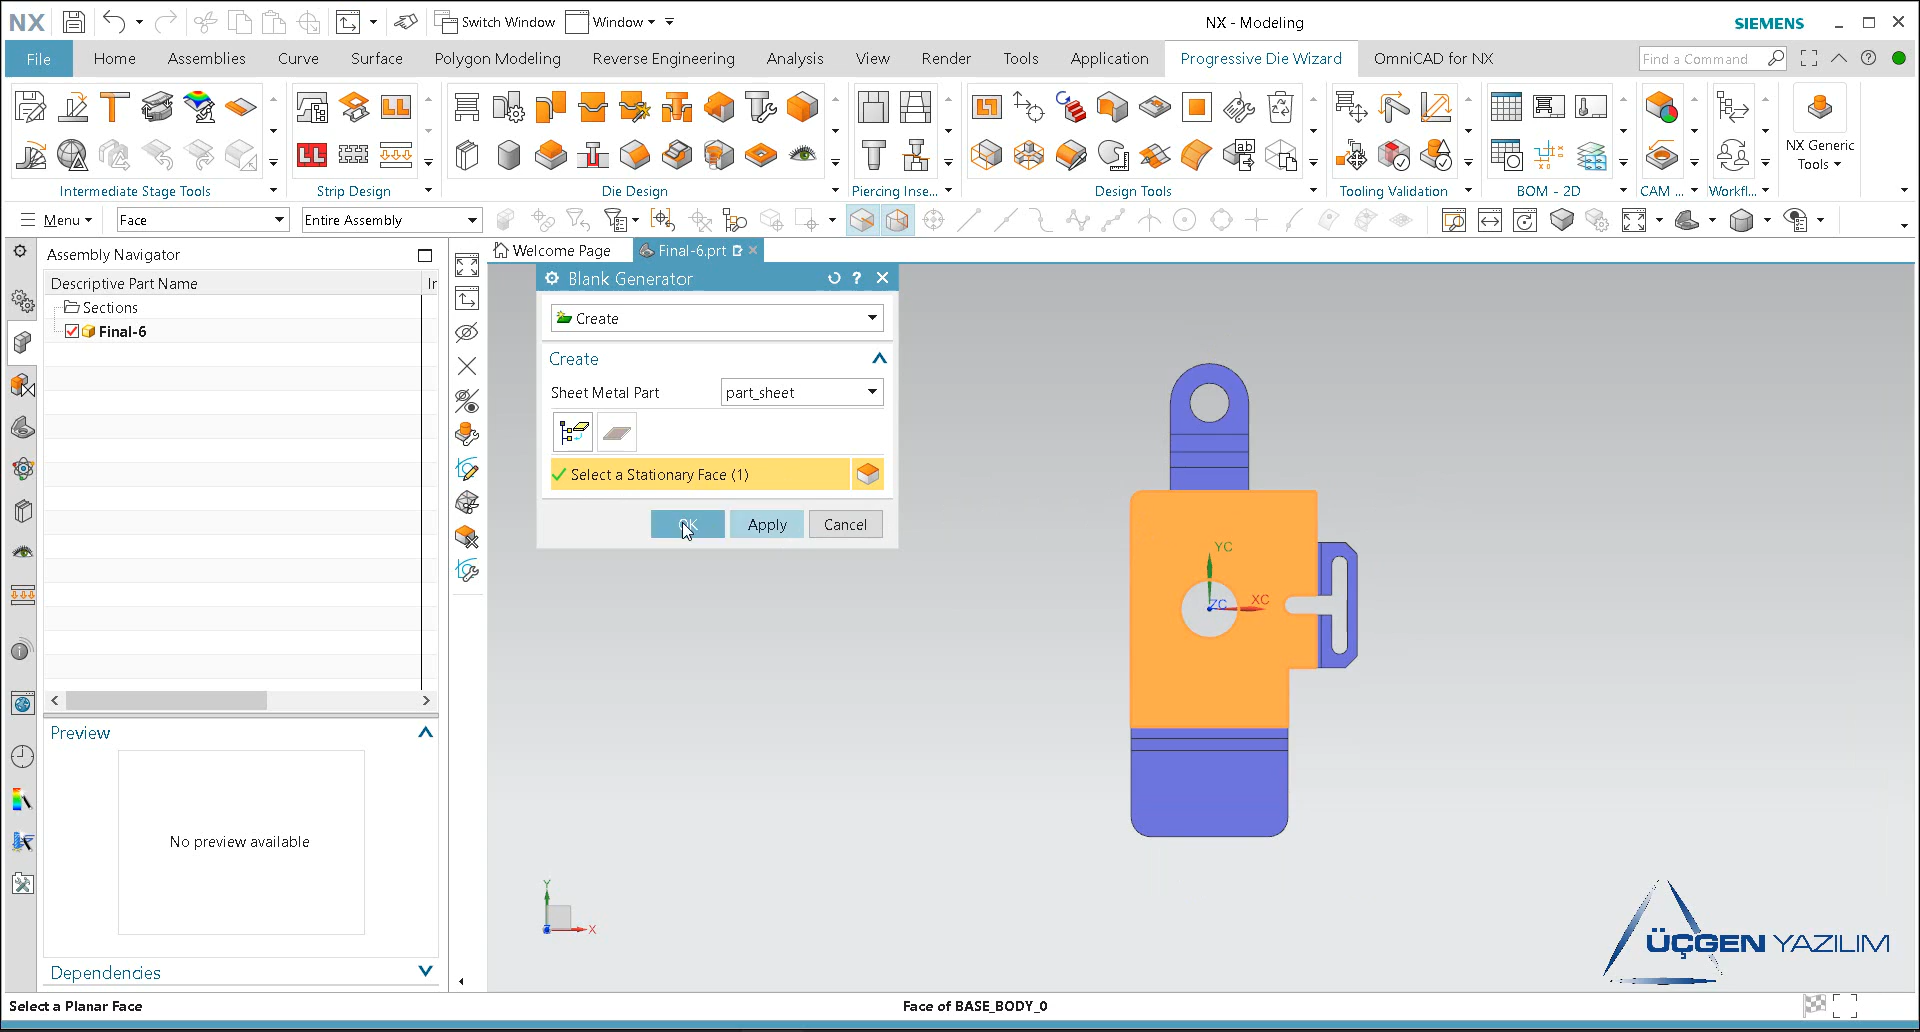 NX
Switch Window
Window
NX - Modeling
SIEMENS
File
Home
Assemblies
Curve
Surface
Polygon Modeling
Reverse Engineering
Analysis
View
Render
Tools
Application
Progressive Die Wizard
OmniCAD for NX
Find a Command
NX Generic
Tools
Intermediate Stage Tools
Strip Design
Die Design
Piercing Inse...
Design Tools
Tooling Validation
BOM - 2D
CAM ...
Workfl...
Menu
Face
Entire Assembly
Assembly Navigator
Descriptive Part Name
Ir
Sections
Final-6
Welcome Page
Final-6.prt
Blank Generator
Create
Create
Sheet Metal Part
part_sheet
Select a Stationary Face (1)
OK
Apply
Cancel
YC
ZC
XC
Preview
No preview available
Dependencies
Y
X
ÜÇGEN YAZILIM
Select a Planar Face
Face of BASE_BODY_0